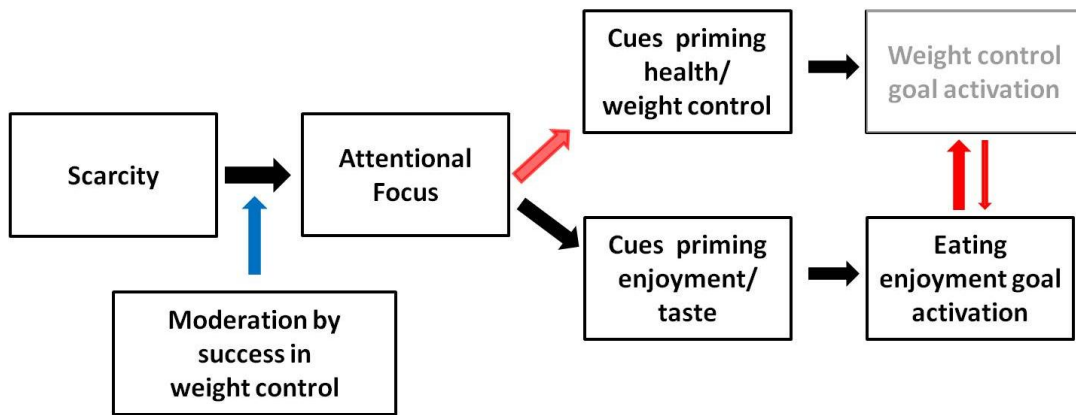 Scarcity
Moderation by
success in
weight control
Attentional
Focus
Cues priming
health/
weight control
Cues priming
enjoyment/
taste
Weight control
goal activation
Eating
enjoyment goal
activation